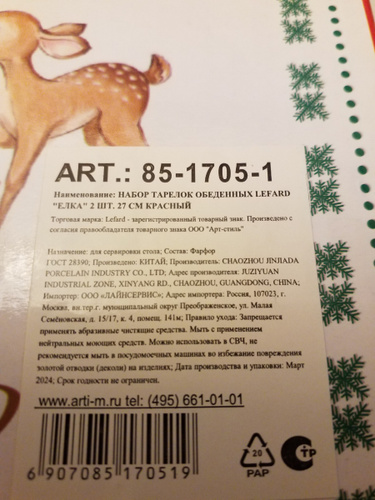 ART.: 85-1705-1
Наименование: НАБОР ТАРЕЛОК ОБЕДЕННЫХ LEFARD
"ЕЛКА" 2 ШТ. 27 СМ КРАСНЫЙ
Торговая марка: Lefard - зарегистрированный товарный знак. Произведено с
согласия правообладателя товарного знака ООО "Арт-стиль"
Назначение: для сервировки стола; Состав: Фарфор
ГОСТ 28390; Произведено: КИТАЙ; Производитель: CHAOZHOU JINJIADA
PORCELAIN INDUSTRY CO., LTD; Адрес производителя: JUZIYUAN
INDUSTRIAL ZONE, XINYANG RD., CHAOZHOU, GUANGDONG, CHINA;
Импортер: ООО «ЛАЙНСЕРВИС»; Адрес импортера: Россия, 107023, г.
Москва, вн.тер.г. муниципальный округ Преображенское, ул. Малая
Семёновская, д. 15/17, к. 4, помещ. 141м; Правило ухода: Запрещается
применять абразивные чистящие средства. Мыть с применением
нейтральных моющих средств. Можно использовать в СВЧ, не
рекомендуется мыть в посудомоечных машинах во избежание повреждения
золотой отводки (деколи) на изделиях; Дата производства и упаковки: Март
2024; Срок годности не ограничен.
www.arti-m.ru tel: (495) 661-01-01
6 907085 170519
20
PAP
СТР